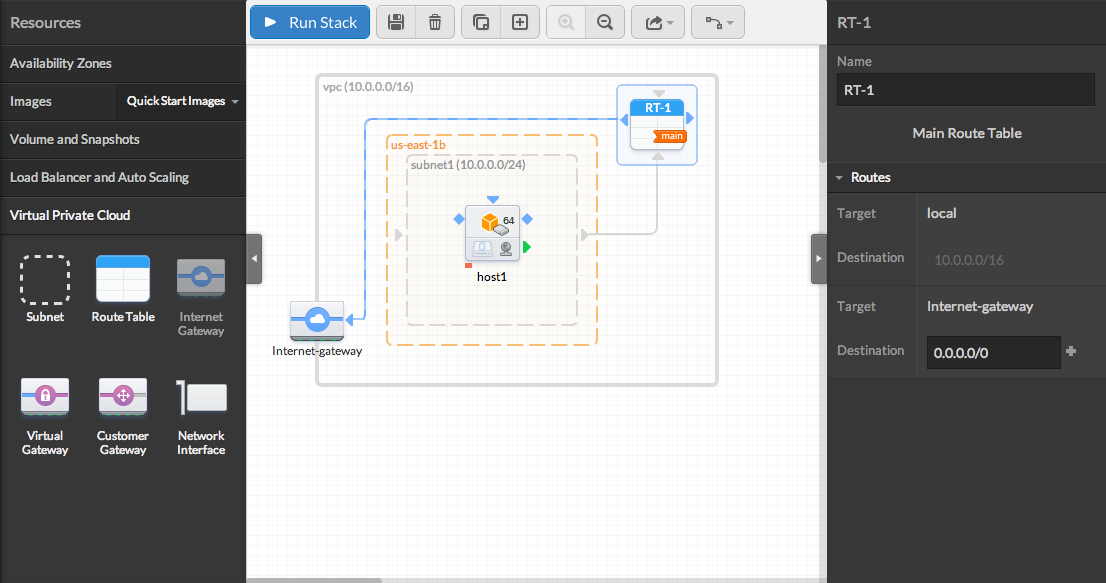 Resources
Availability Zones
Images
Quick Start Images
Volume and Snapshots
Load Balancer and Auto Scaling
Virtual Private Cloud
Subnet
Route Table
Internet
Gateway
Virtual
Gateway
Customer
Gateway
Network
Interface
Run Stack
vpc (10.0.0.0/16)
RT-1
main
us-east-1b
subnet1 (10.0.0.0/24)
64
0
host1
Internet-gateway
RT-1
Name
RT-1
Main Route Table
Routes
Target
local
Destination
10.0.0.0/16
Target
Internet-gateway
Destination
0.0.0.0/0